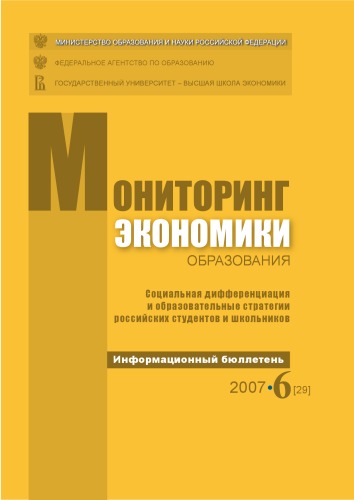 МИНИСТЕРСТВО ОБРАЗОВАНИЯ И НАУКИ РОССИЙСКОЙ ФЕДЕРАЦИИ
ФЕДЕРАЛЬНОЕ АГЕНТСТВО ПО ОБРАЗОВАНИЮ
ГОСУДАРСТВЕННЫЙ УНИВЕРСИТЕТ – ВЫСШАЯ ШКОЛА ЭКОНОМИКИ
МОНИТОРИНГ
ЭКОНОМИКИ
ОБРАЗОВАНИЯ
Социальная дифференциация
и образовательные стратегии
российских студентов и школьников
Информационный бюллетень
2007•6 [29]